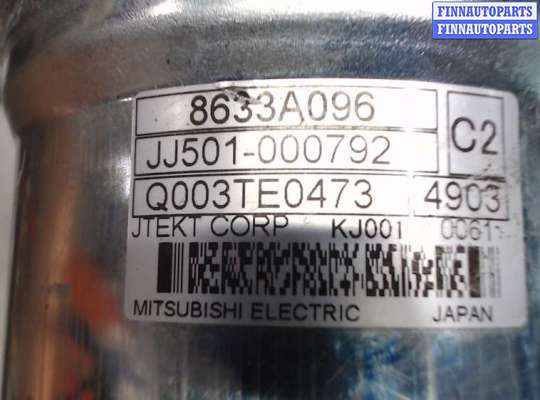 FINNAUTOPARTS
FINNAUTOPARTS
8633A096
C2
JJ501-000792
Q003TE0473 4903
JTEKT CORP KJ001 0061
MITSUBISHI ELECTRIC JAPAN